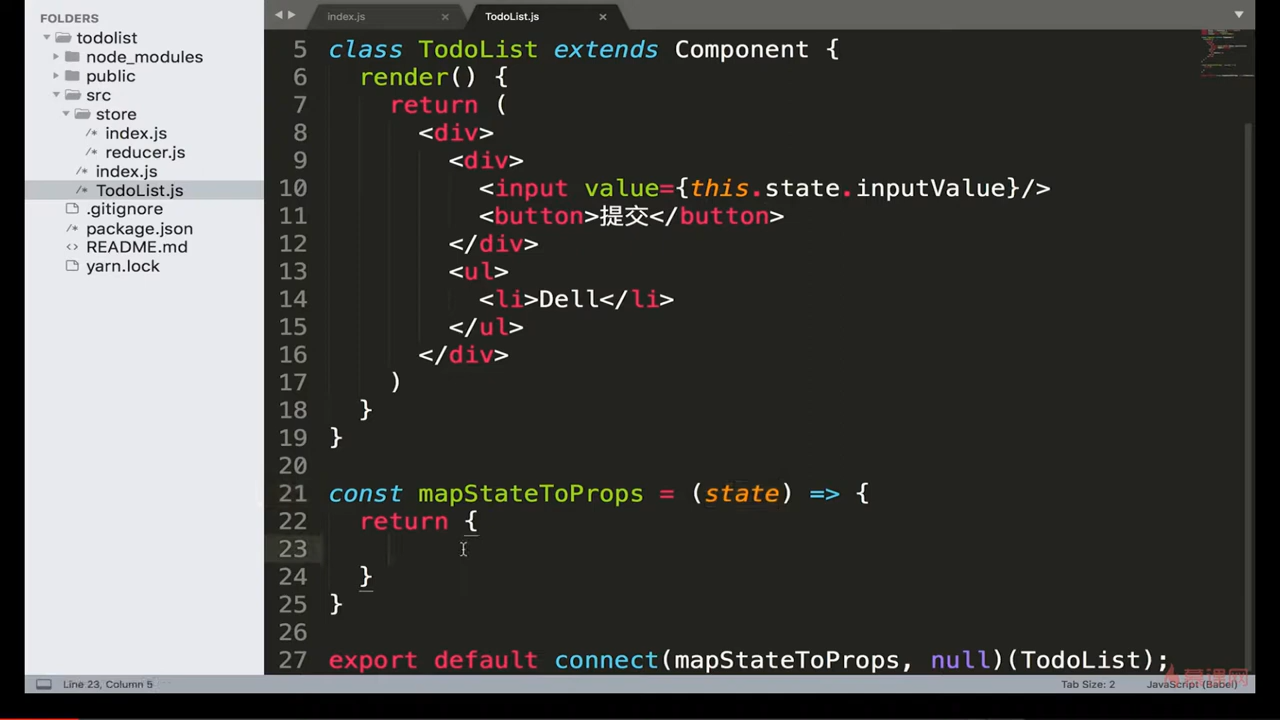 FOLDERS
todolist
node_modules
public
src
store
index.js
reducer.js
index.js
TodoList.js
.gitignore
package.json
README.md
yarn.lock
index.js
TodoList.js
5 class TodoList extends Component {
6 render() {
7 return (
8 <div>
9 <div>
10 <input value={this.state.inputValue}/>
11 <button>提交</button>
12 </div>
13 <ul>
14 <li>Dell</li>
15 </ul>
16 </div>
17 )
18 }
19 }
20
21 const mapStateToProps = (state) => {
22 return {
23
24 }
25 }
26
27 export default connect(mapStateToProps, null)(TodoList);
慕课网
Line 23, Column 5
Tab Size: 2
JavaScript (Babel)